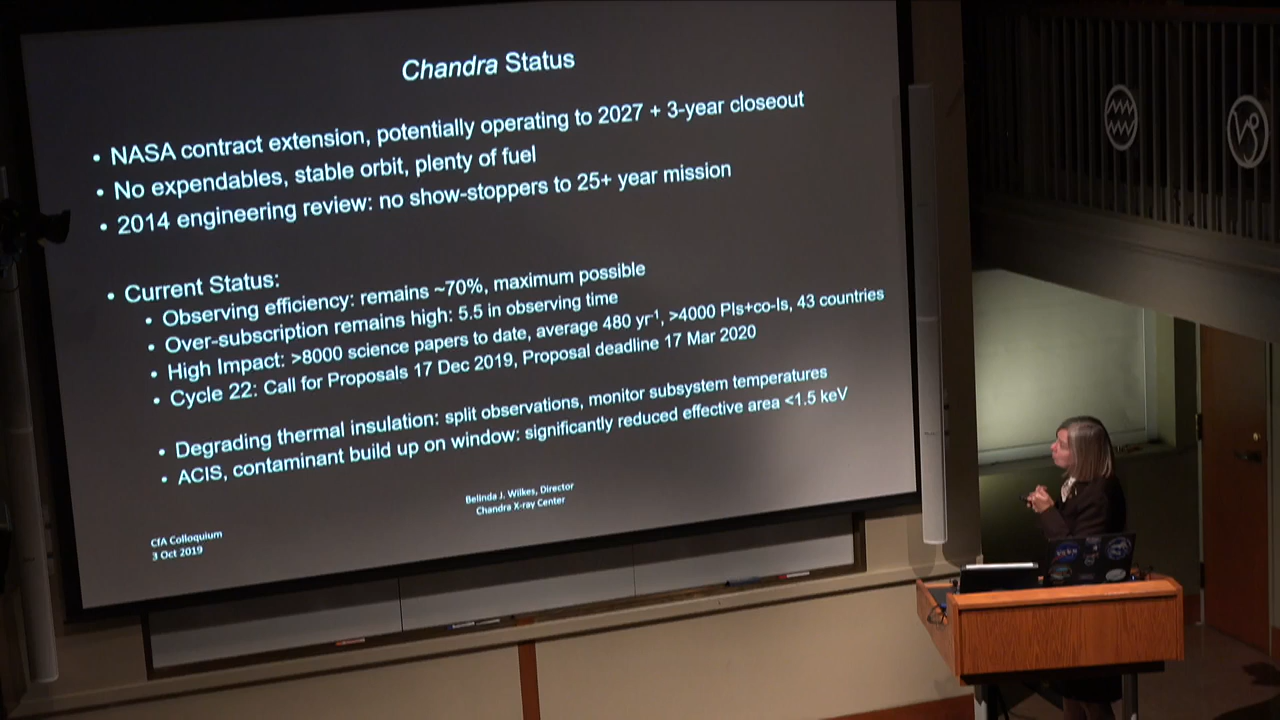 Chandra Status
• NASA contract extension, potentially operating to 2027 + 3-year closeout
• No expendables, stable orbit, plenty of fuel
• 2014 engineering review: no show-stoppers to 25+ year mission
• Current Status:
• Observing efficiency: remains ~70%, maximum possible
• Over-subscription remains high: 5.5 in observing time
• High Impact: >8000 science papers to date, average 480 yr⁻¹, >4000 PIs+co-Is, 43 countries
• Cycle 22: Call for Proposals 17 Dec 2019, Proposal deadline 17 Mar 2020
• Degrading thermal insulation: split observations, monitor subsystem temperatures
• ACIS, contaminant build up on window: significantly reduced effective area <1.5 keV
Belinda J. Wilkes, Director
Chandra X-ray Center
CfA Colloquium
3 Oct 2019